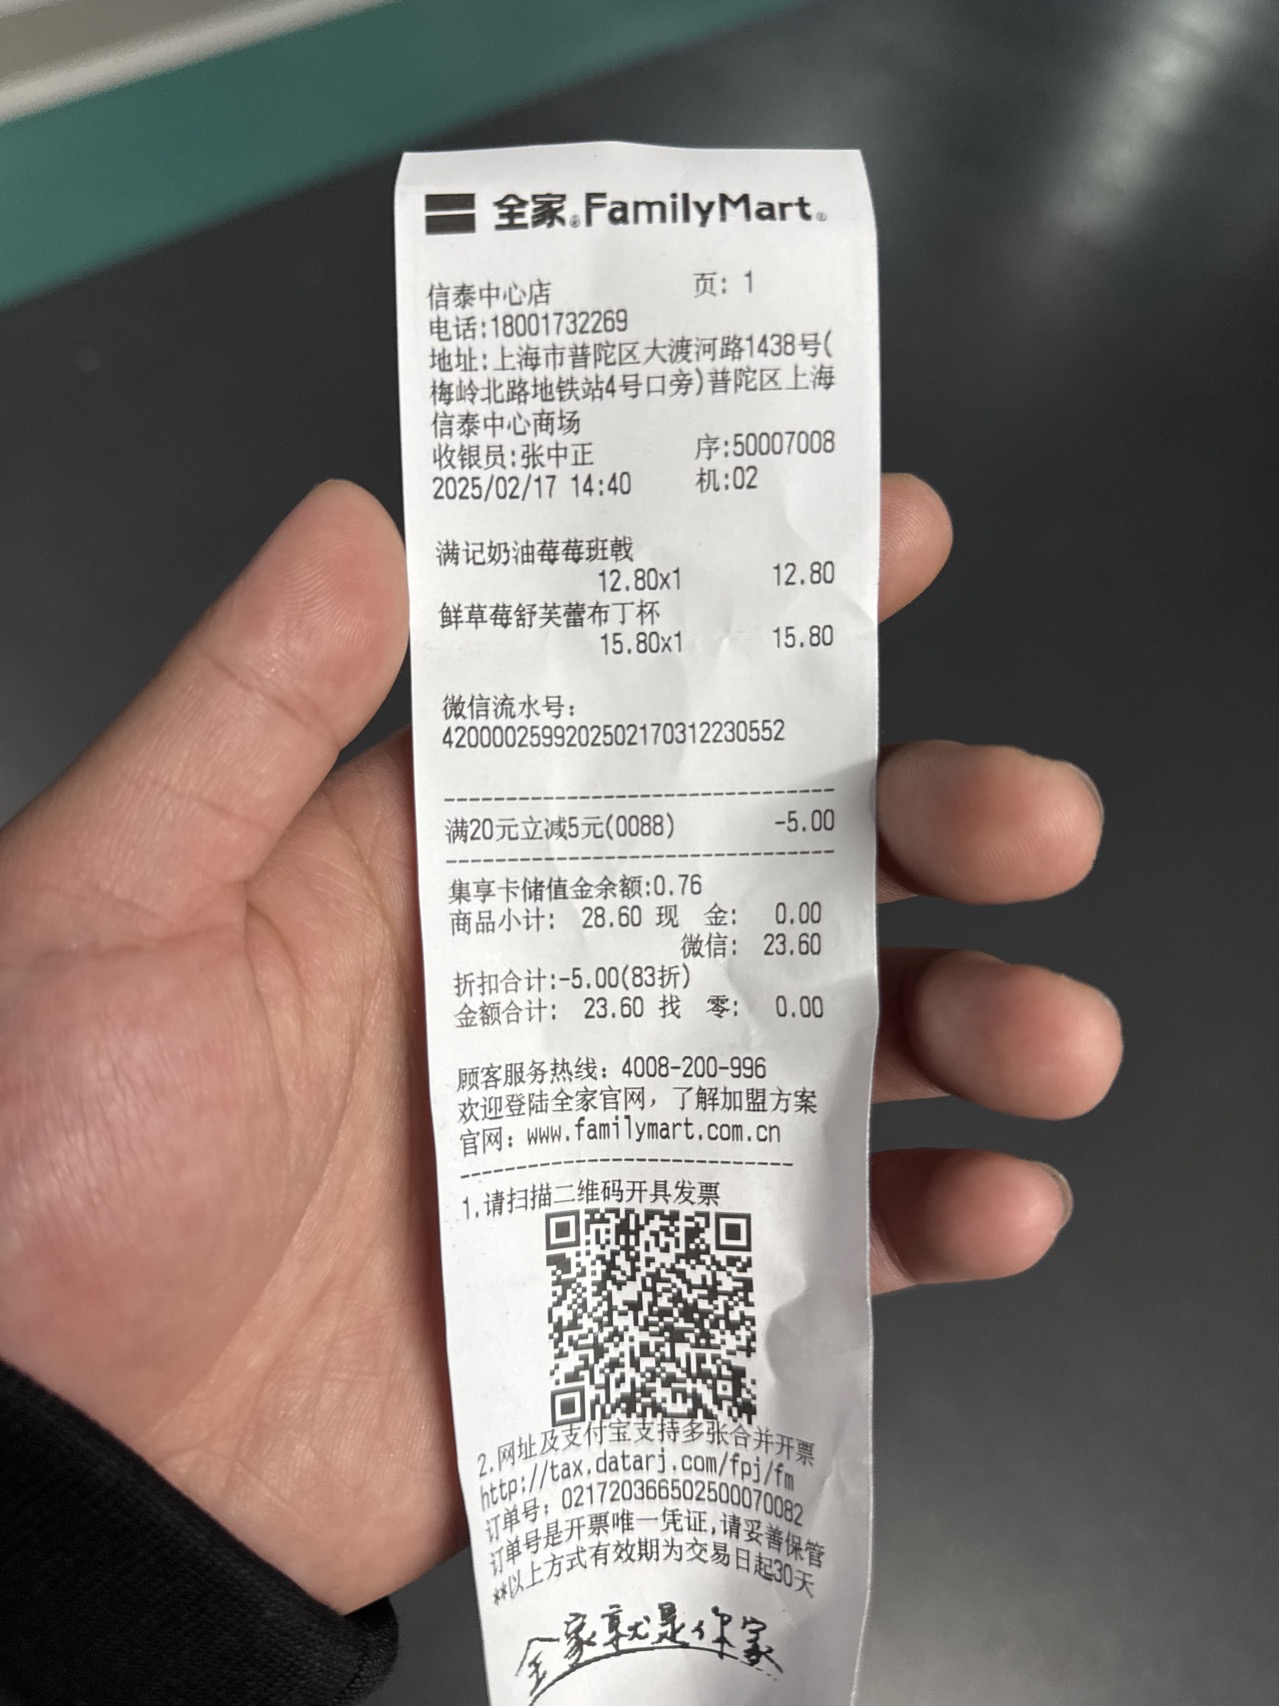 全家®FamilyMart®
信泰中心店 页: 1
电话:18001732269
地址:上海市普陀区大渡河路1438号(
梅岭北路地铁站4号口旁)普陀区上海
信泰中心商场
收银员:张中正 序:50007008
2025/02/17 14:40 机:02
满记奶油莓莓班戟
12.80x1 12.80
鲜草莓舒芙蕾布丁杯
15.80x1 15.80
微信流水号:
4200002599202502170312230552
满20元立减5元(0088) -5.00
集享卡储值金余额:0.76
商品小计: 28.60 现 金: 0.00
微信: 23.60
折扣合计:-5.00(83折)
金额合计: 23.60 找 零: 0.00
顾客服务热线: 4008-200-996
欢迎登陆全家官网，了解加盟方案
官网: www.familymart.com.cn
1.请扫描二维码开具发票
2.网址及支付宝支持多张合并开票
http://tax.datarj.com/fpj/fm
订单号: 021720366502500070082
订单号是开票唯一凭证,请妥善保管
**以上方式有效期为交易日起30天
全家就是你家